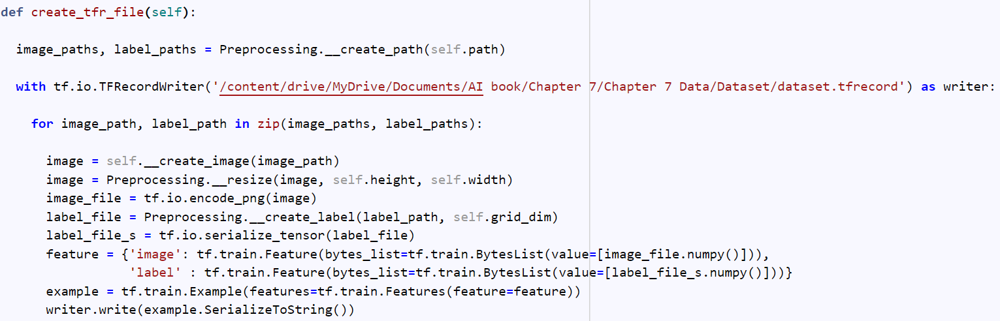 def create_tfr_file(self):
image_paths, label_paths = Preprocessing.__create_path(self.path)
with tf.io.TFRecordWriter('/content/drive/MyDrive/Documents/AI book/Chapter 7/Chapter 7 Data/Dataset/dataset.tfrecord') as writer:
for image_path, label_path in zip(image_paths, label_paths):
image = self.__create_image(image_path)
image = Preprocessing.__resize(image, self.height, self.width)
image_file = tf.io.encode_png(image)
label_file = Preprocessing.__create_label(label_path, self.grid_dim)
label_file_s = tf.io.serialize_tensor(label_file)
feature = {'image': tf.train.Feature(bytes_list=tf.train.BytesList(value=[image_file.numpy()])),
'label' : tf.train.Feature(bytes_list=tf.train.BytesList(value=[label_file_s.numpy()]))}
example = tf.train.Example(features=tf.train.Features(feature=feature))
writer.write(example.SerializeToString())